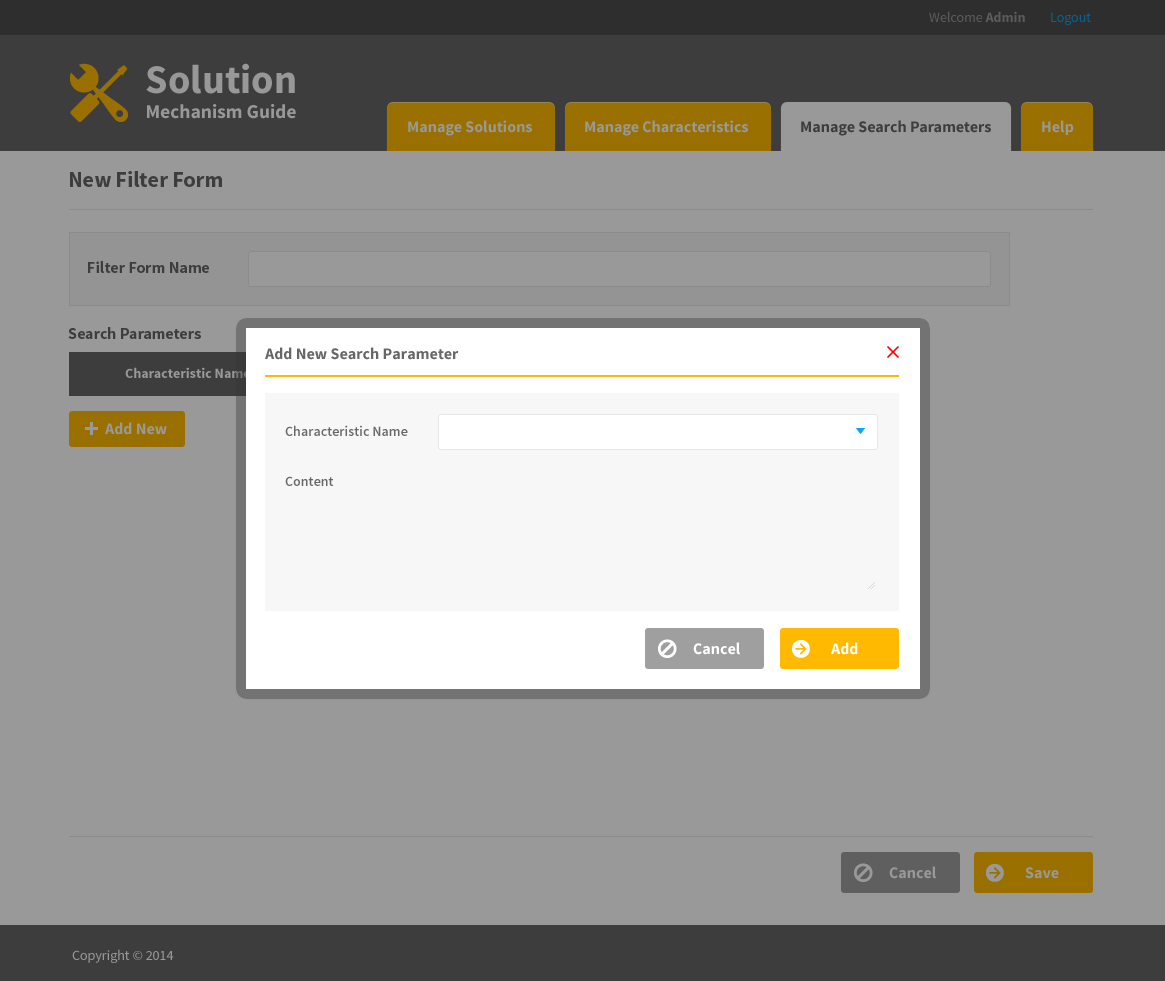 Welcome Admin Logout
Solution
Mechanism Guide
Manage Solutions Manage Characteristics Manage Search Parameters Help
New Filter Form
Filter Form Name
Search Parameters
Characteristic Name
Add New
Add New Search Parameter
Characteristic Name
Content
Cancel Add
Cancel Save
Copyright © 2014